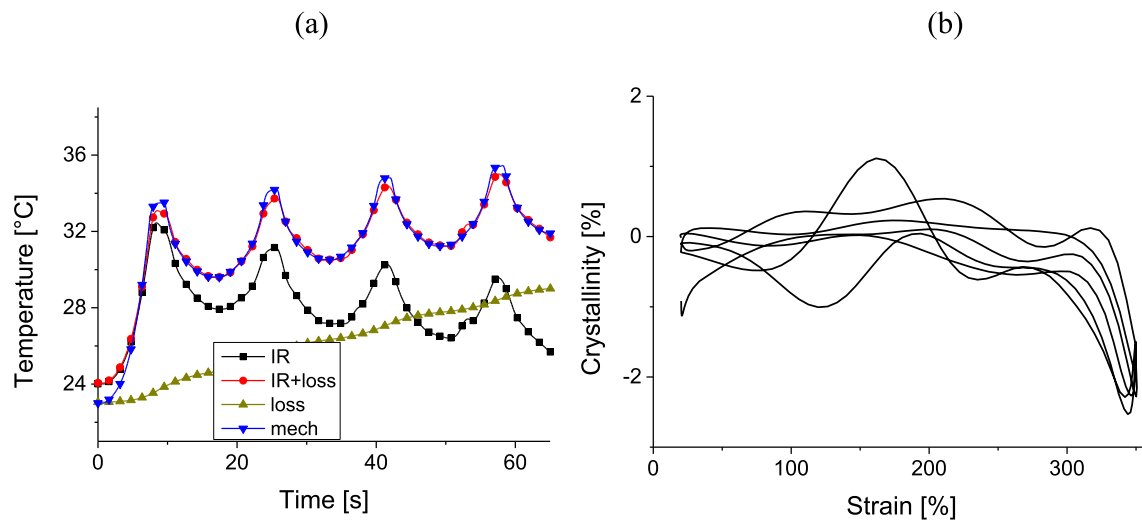 (a)
(b)
36
32
28
24
Temperature [°C]
IR
IR+loss
loss
mech
0
20
40
60
Time [s]
2
0
-2
Crystallinity [%]
0
100
200
300
Strain [%]